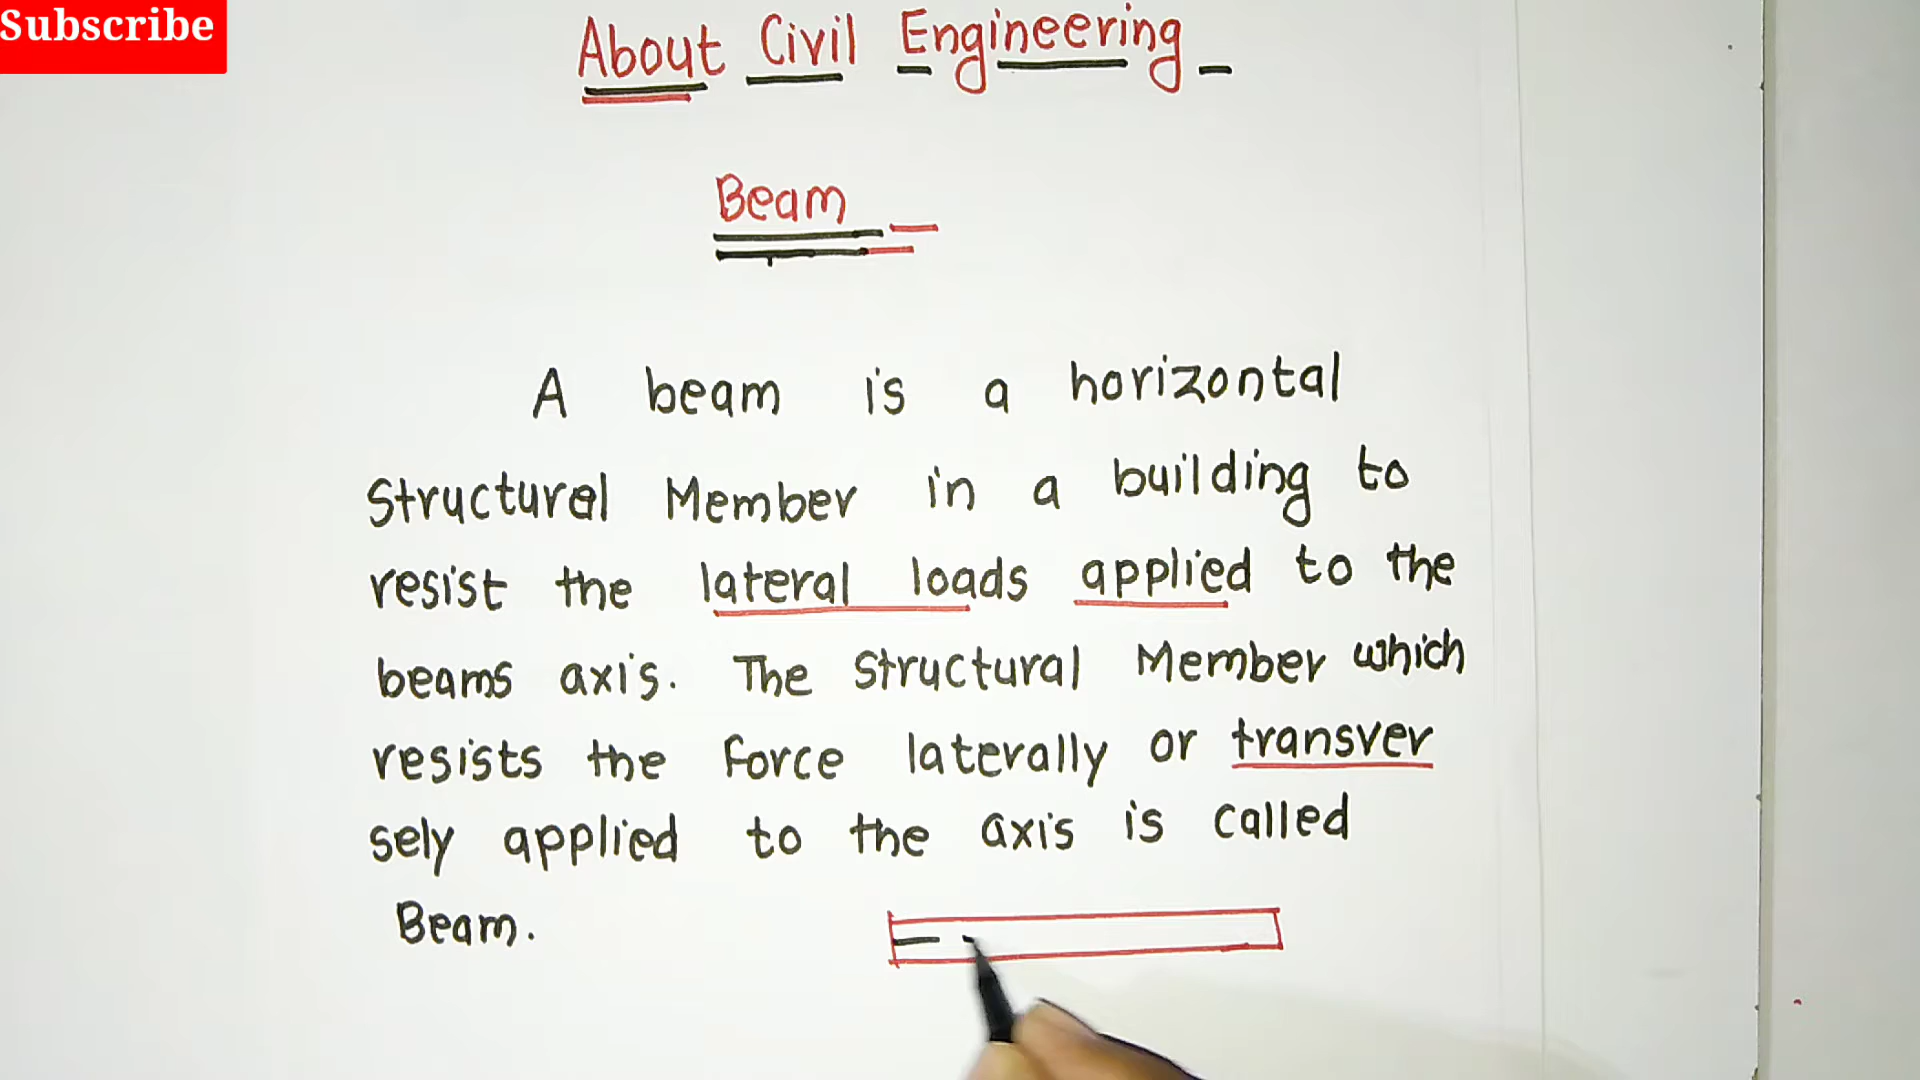 Subscribe
About Civil Engineering
Beam
A beam is a horizontal
Structural Member in a building to
resist the lateral loads applied to the
beams axis. The Structural Member which
resists the force laterally or transver
sely applied to the axis is called
Beam.